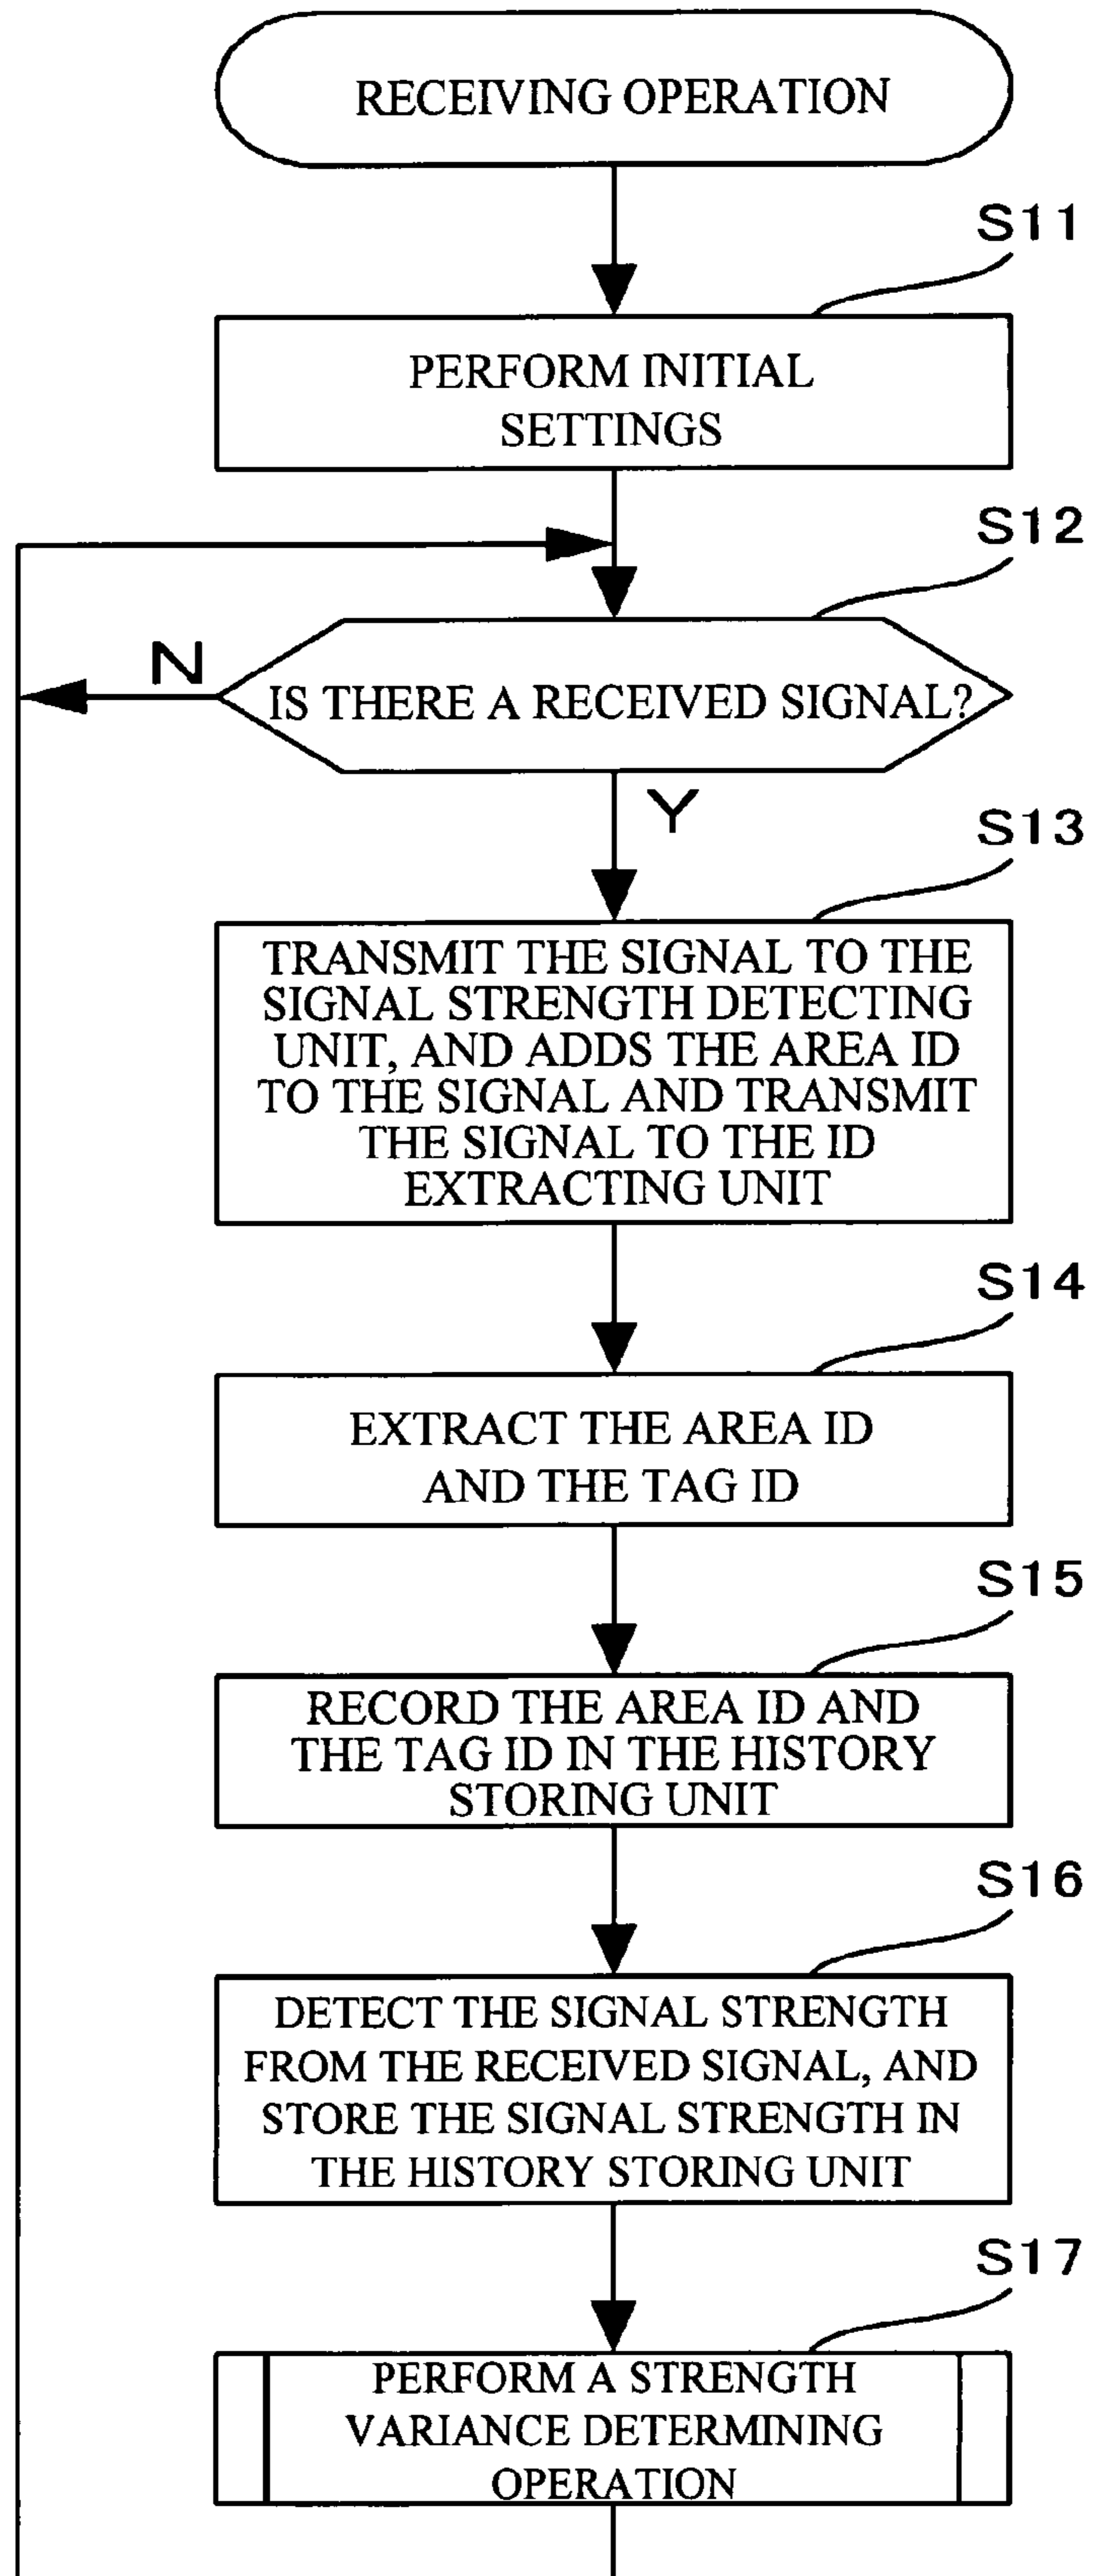 RECEIVING OPERATION
S11
PERFORM INITIAL
SETTINGS
S12
N
IS THERE A RECEIVED SIGNAL?
Y
S13
TRANSMIT THE SIGNAL TO THE
SIGNAL STRENGTH DETECTING
UNIT, AND ADDS THE AREA ID
TO THE SIGNAL AND TRANSMIT
THE SIGNAL TO THE ID
EXTRACTING UNIT
S14
EXTRACT THE AREA ID
AND THE TAG ID
S15
RECORD THE AREA ID AND
THE TAG ID IN THE HISTORY
STORING UNIT
S16
DETECT THE SIGNAL STRENGTH
FROM THE RECEIVED SIGNAL, AND
STORE THE SIGNAL STRENGTH IN
THE HISTORY STORING UNIT
S17
PERFORM A STRENGTH
VARIANCE DETERMINING
OPERATION